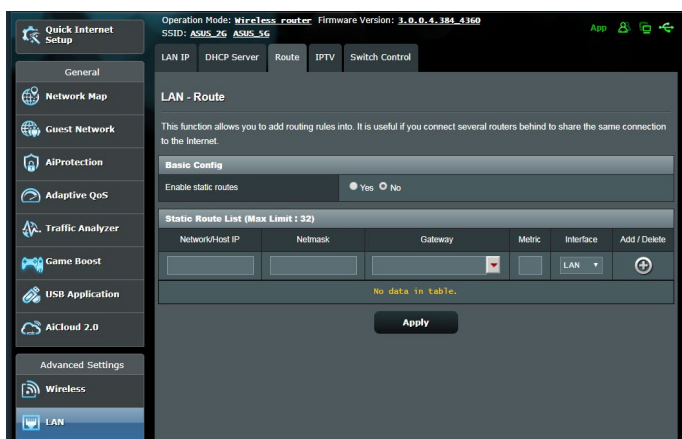 Quick Internet
Setup
General
Network Map
Guest Network
AiProtection
Adaptive QoS
Traffic Analyzer
Game Boost
USB Application
AiCloud 2.0
Advanced Settings
Wireless
LAN
Operation Mode: Wireless router Firmware Version: 3.0.0.4.384_4360
SSID: ASUS_2G ASUS_5G
App
LAN IP DHCP Server Route IPTV Switch Control
LAN - Route
This function allows you to add routing rules into. It is useful if you connect several routers behind to share the same connection
to the Internet.
Basic Config
Enable static routes Yes No
Static Route List (Max Limit : 32)
Network/Host IP Netmask Gateway Metric Interface Add / Delete
LAN
No data in table.
Apply